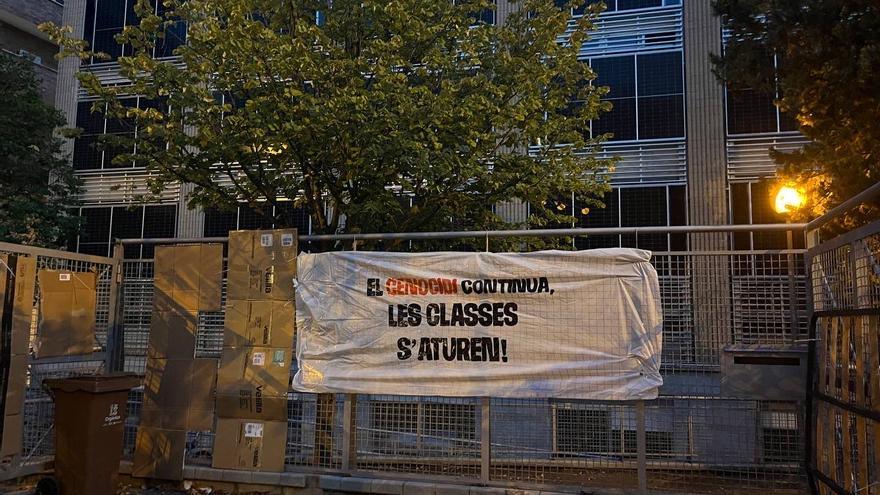 EL GENOCIDI CONTINUA,
LES CLASSES
S'ATUREN!